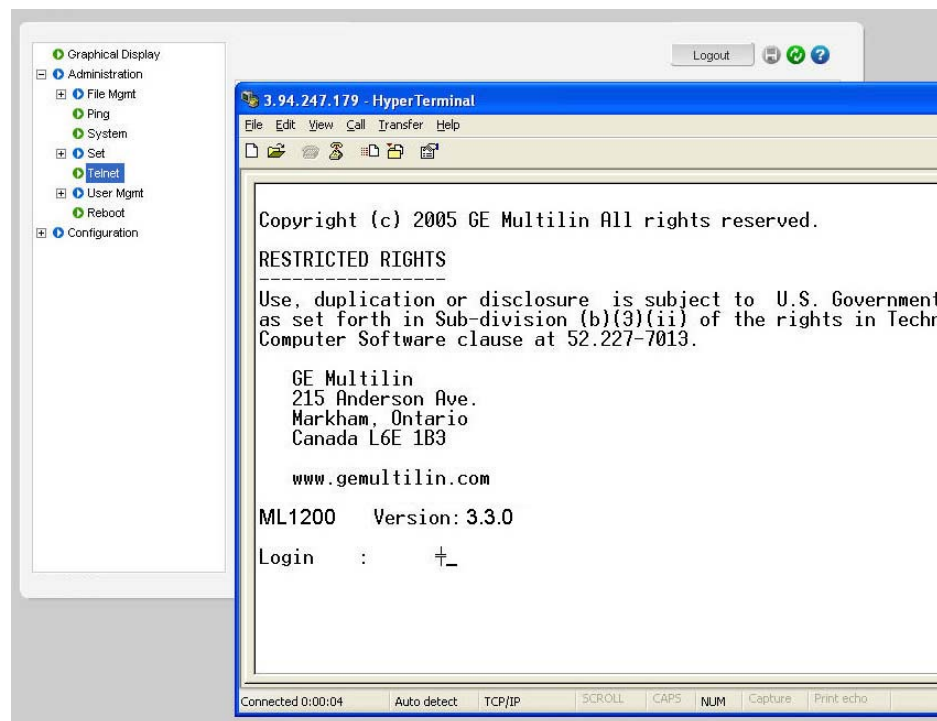 Graphical Display
Administration
File Mgmt
Ping
System
Set
Telnet
User Mgmt
Reboot
Configuration
Logout
3.94.247.179 - HyperTerminal
File Edit View Call Transfer Help
Copyright (c) 2005 GE Multilin All rights reserved.
RESTRICTED RIGHTS
-----------------
Use, duplication or disclosure is subject to U.S. Government
as set forth in Sub-division (b)(3)(ii) of the rights in Techn
Computer Software clause at 52.227-7013.
GE Multilin
215 Anderson Ave.
Markham, Ontario
Canada L6E 1B3
www.gemultilin.com
ML1200 Version: 3.3.0
Login : _
Connected 0:00:04 Auto detect TCP/IP SCROLL CAPS NUM Capture Print echo